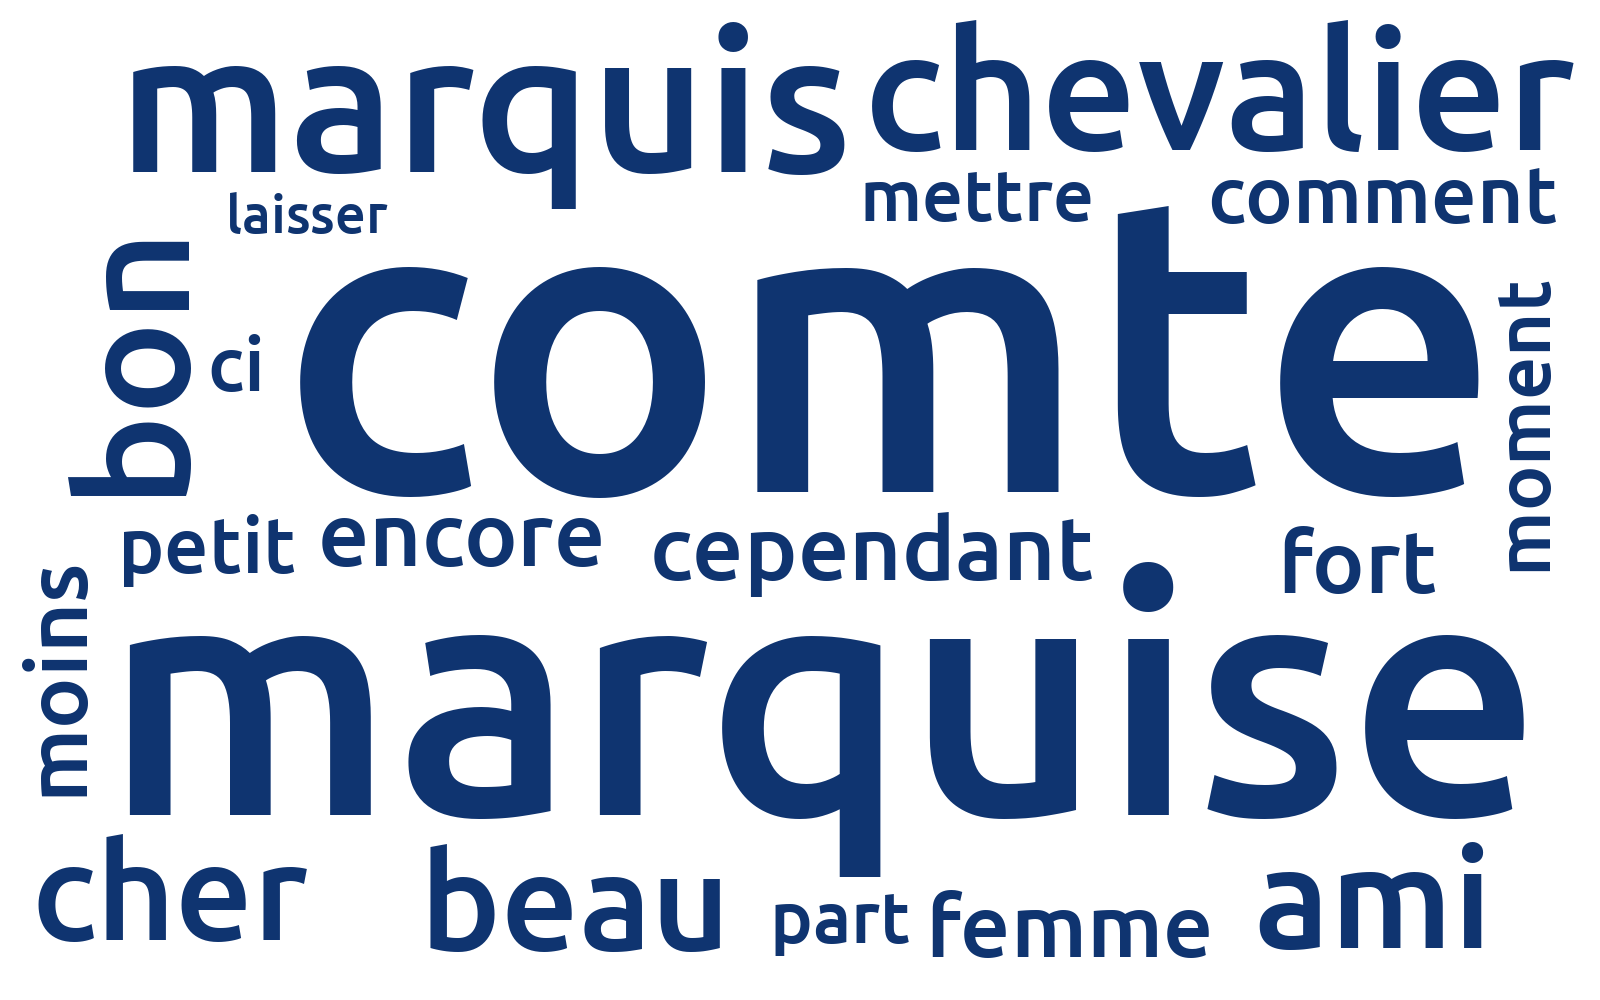 marquis
chevalier
laisser
mettre
comment
bon
ci
comte
moment
petit
encore
cependant
fort
moins
marquise
cher
beau
part
femme
ami